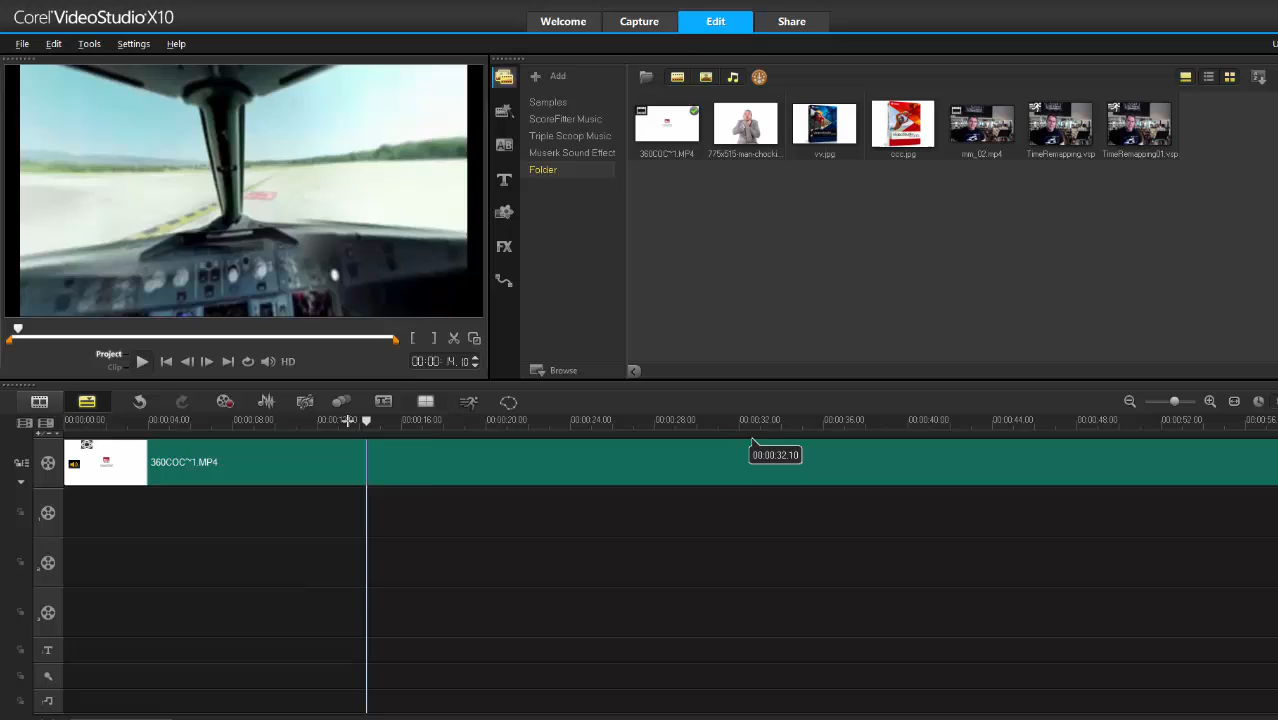 Corel VideoStudio X10
Welcome Capture Edit Share
File Edit Tools Settings Help
Add
Samples
ScoreFitter Music
Triple Scoop Music
Muserk Sound Effect
Folder
360COC~1.MP4 775x515-man-chocki... vv.jpg ccc.jpg mm_02.mp4 TimeRemapping.vsp TimeRemapping01.vsp
Browse
Project
Clip
HD
00:00:14.10
00:00:00.00 00:00:04.00 00:00:08.00 00:00:16.00 00:00:20.00 00:00:24.00 00:00:28.00 00:00:32.00 00:00:36.00 00:00:40.00 00:00:44.00 00:00:48.00 00:00:52.00 00:00:56.
00:00:32.10
360COC~1.MP4